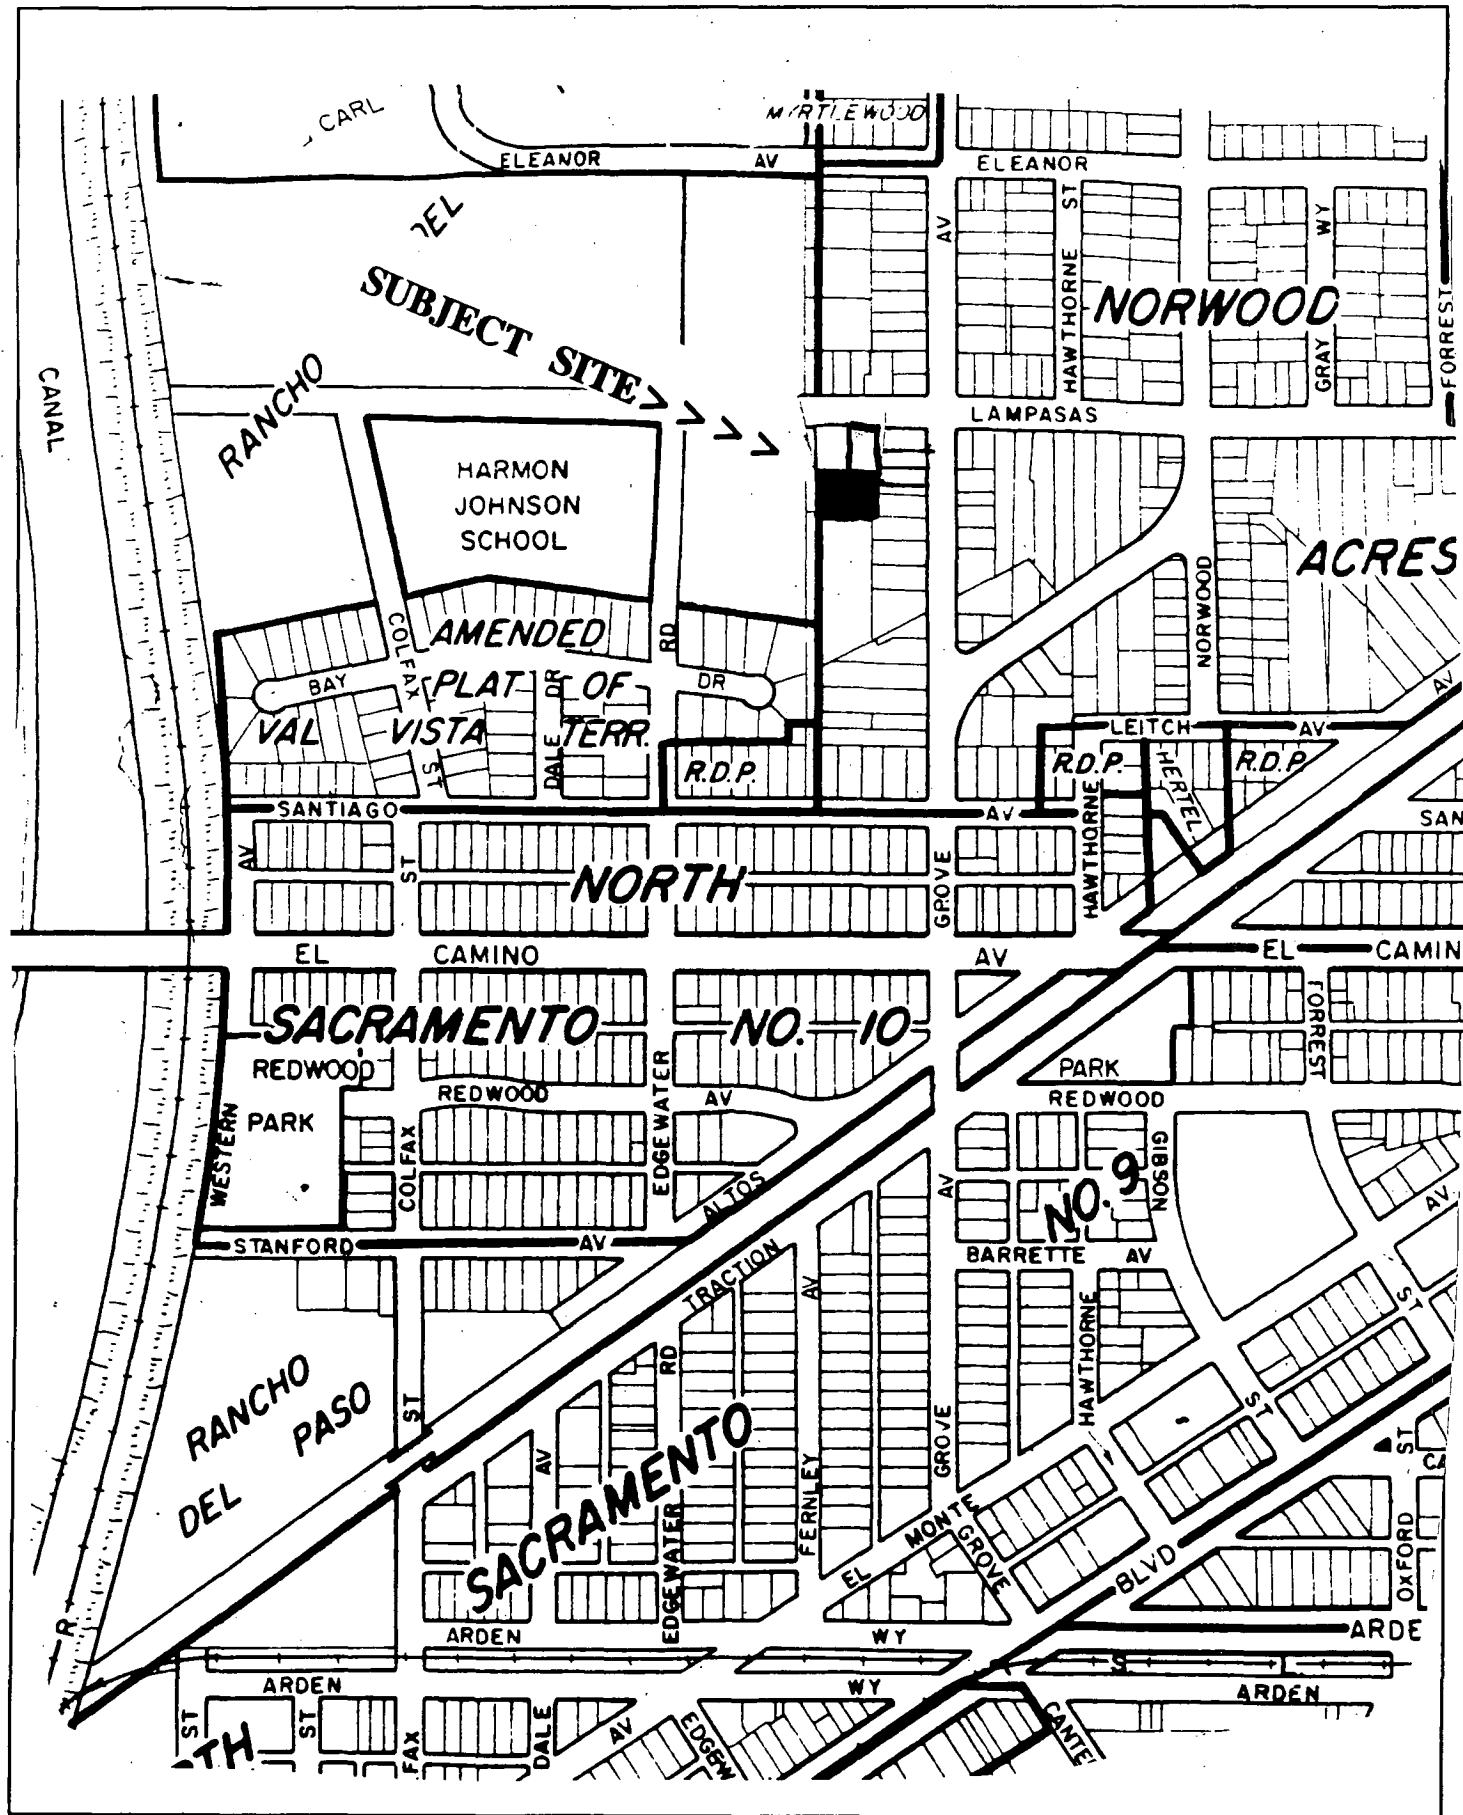 CARL
MYRTLEWOOD
ELEANOR AV
ELEANOR
DEL
ST
AV
WY
SUBJECT SITE > > > >
HAWTHORNE
NORWOOD
GRAY
FORREST
CANAL
RANCHO
LAMPASAS
HARMON
JOHNSON
SCHOOL
ACRES
NORWOOD
COLFAX
AMENDED
RD
BAY
PLAT OF
DR
DR
VAL VISTA TERR.
DALE
ST
R.D.P.
LEITCH AV
AV
R.D.P.
HERTEL
R.D.P.
SANTIAGO
AV
HAWTHORNE
SAN
AV
ST
NORTH
GROVE
EL CAMINO
AV
EL CAMIN
SACRAMENTO NO. 10
FORREST
REDWOOD
PARK
REDWOOD
AV
EDGEWATER
PARK
REDWOOD
WESTERN
COLFAX
ALTOS
AV
NO. 9
GIBSON
AV
STANFORD
AV
BARRETTE AV
TRACTION
AV
HAWTHORNE
ST
RD
RANCHO
DEL PASO
ST
SACRAMENTO
AV
GROVE
ST
ST
CA
FERNLEY
EDGEWATER
EL MONTE
GROVE
BLVD
OXFORD
R
ARDEN
WY
ARDE
ARDEN
WY
S
L
ARDEN
ST
ST
FAX
DALE
AV
EDGEW
CANTE
TH